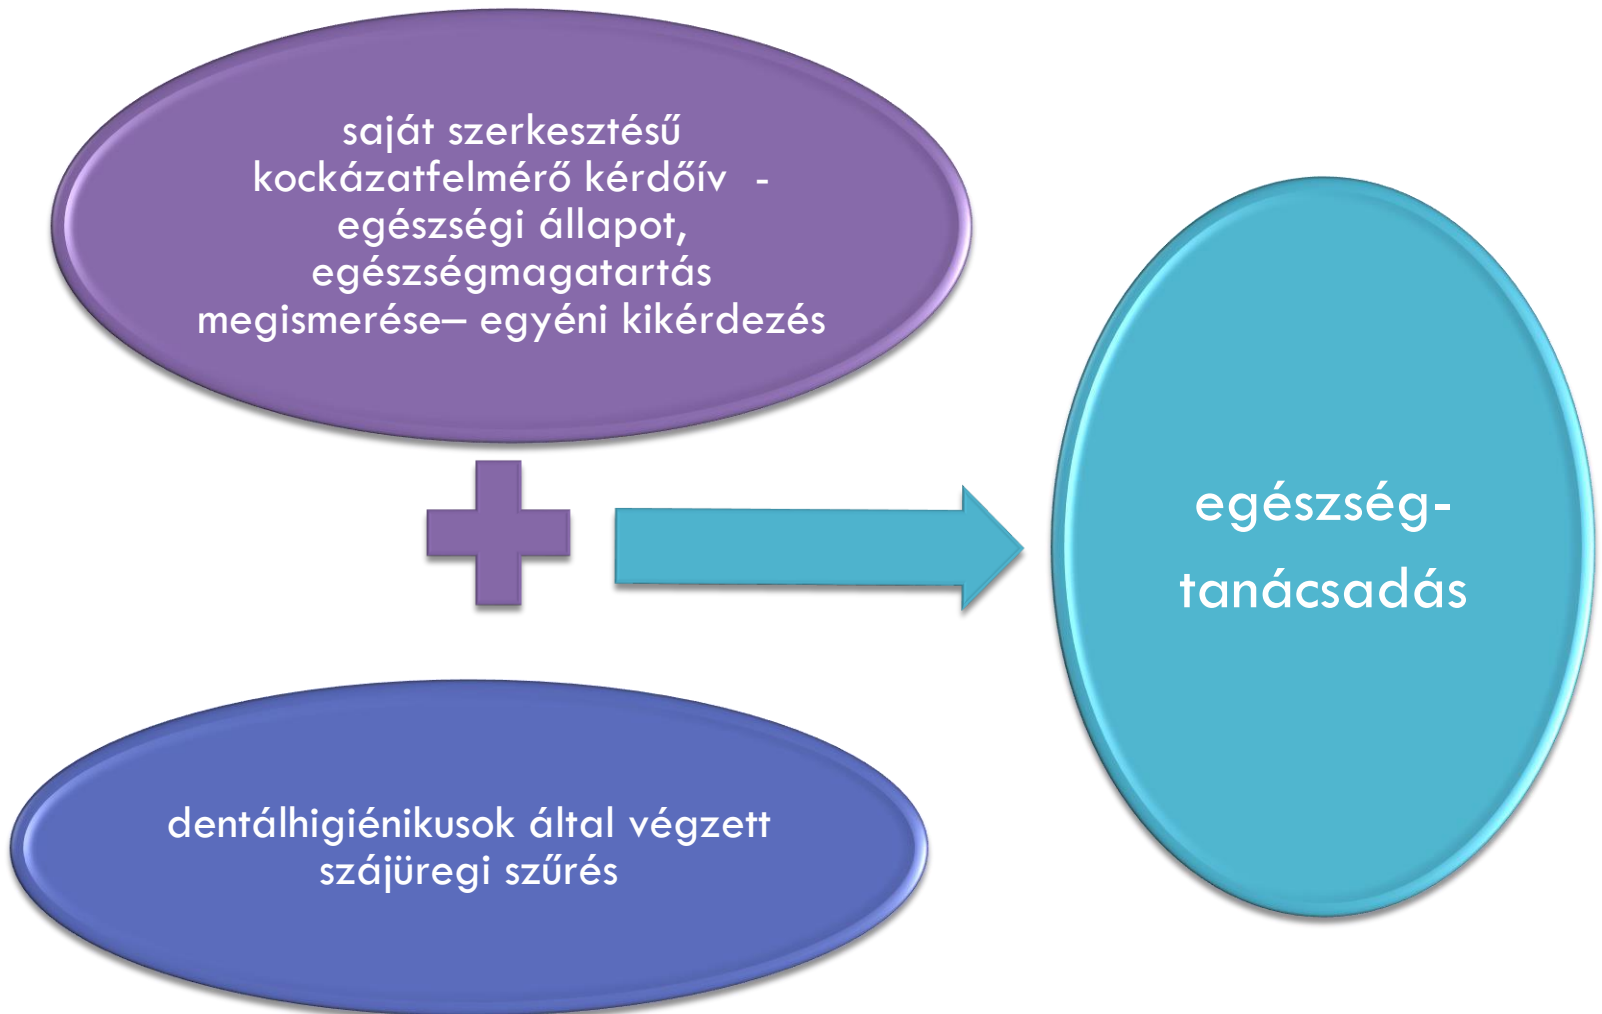 saját szerkesztésű
kockázatfelmérő kérdőív -
egészségi állapot,
egészségmagatartás
megismerése– egyéni kikérdezés
egészség-
tanácsadás
dentálhigiénikusok által végzett
szájüregi szűrés